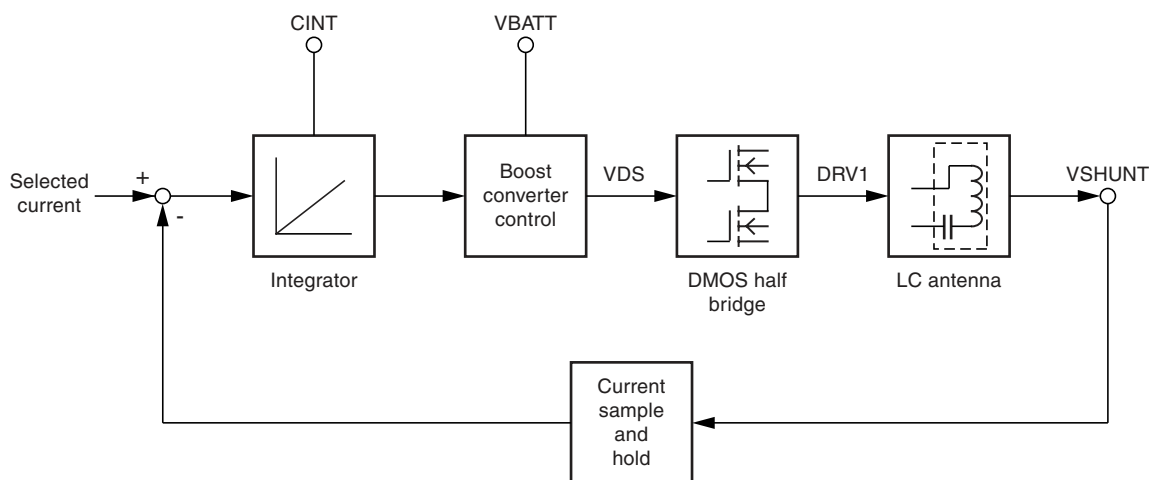 CINT
VBATT
Selected
current
+
-
Integrator
Boost
converter
control
VDS
DMOS half
bridge
DRV1
LC antenna
VSHUNT
Current
sample
and
hold